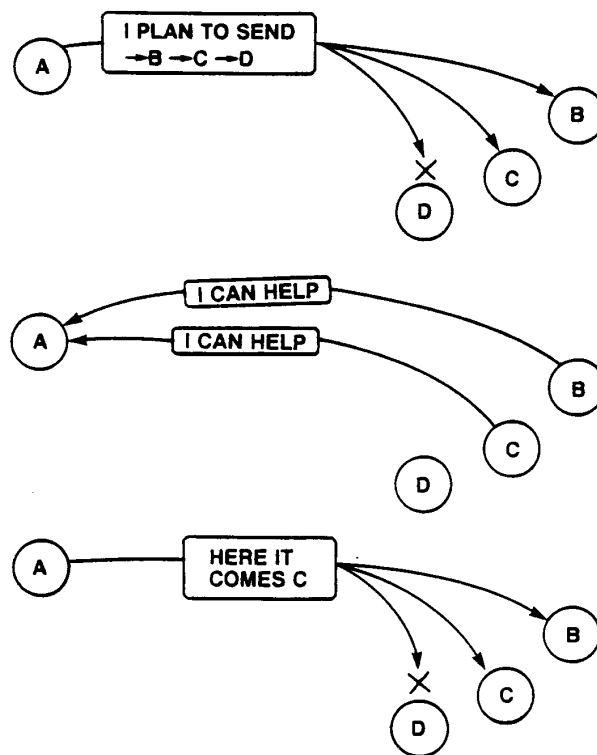 I PLAN TO SEND
→B →C →D
A
B
C
D
I CAN HELP
A
I CAN HELP
B
C
D
A
HERE IT
COMES C
B
C
D